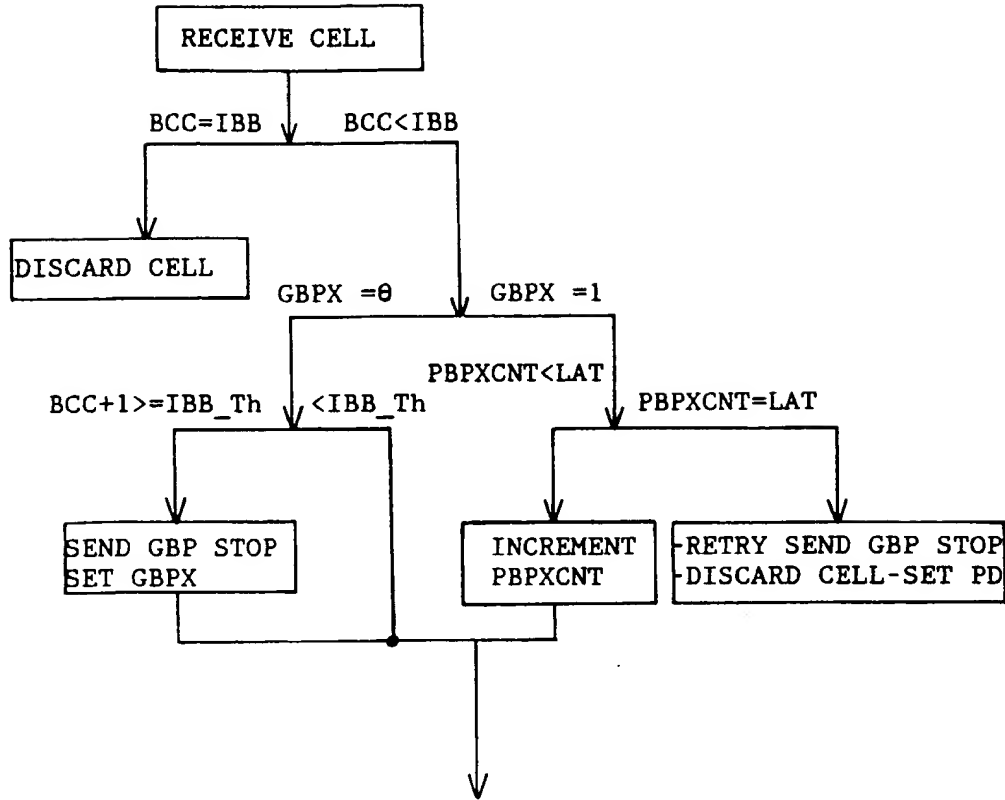 RECEIVE CELL
BCC=IBB
BCC<IBB
DISCARD CELL
GBPX =0
GBPX =1
PBPXCNT<LAT
BCC+1>=IBB_Th
<IBB_Th
PBPXCNT=LAT
SEND GBP STOP
SET GBPX
INCREMENT
PBPXCNT
-RETRY SEND GBP STOP
-DISCARD CELL-SET PD